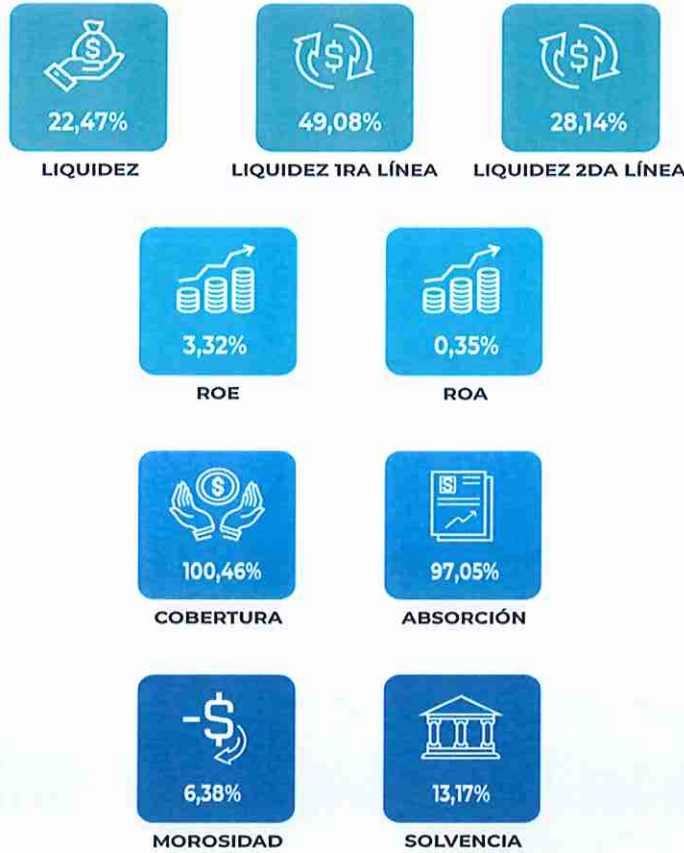 22,47%
49,08%
28,14%
LIQUIDEZ
LIQUIDEZ 1RA LÍNEA
LIQUIDEZ 2DA LÍNEA
3,32%
0,35%
ROE
ROA
$
100,46%
97,05%
COBERTURA
ABSORCIÓN
-$
6,38%
13,17%
MOROSIDAD
SOLVENCIA